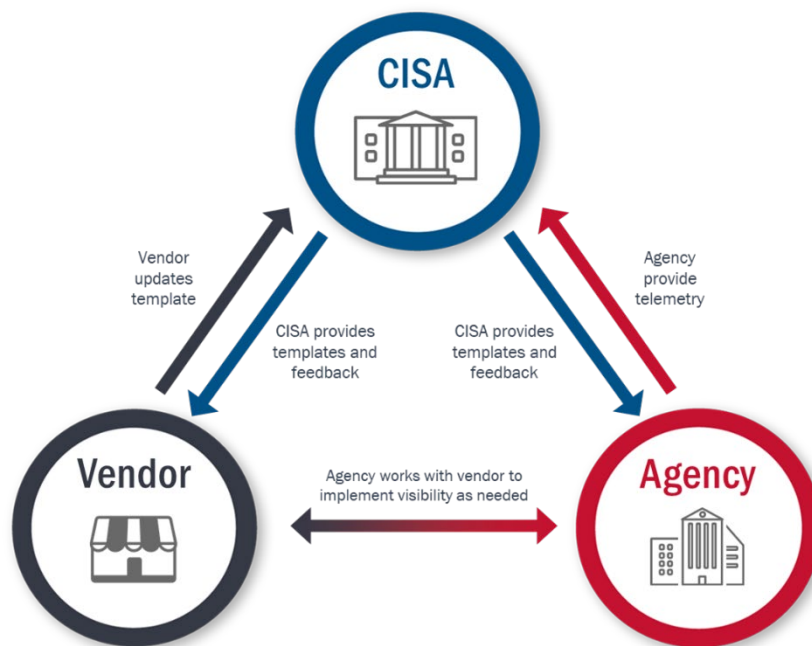 CISA
Vendor
updates
template
CISA provides
templates and
feedback
CISA provides
templates and
feedback
Agency
provide
telemetry
Vendor
Agency works with vendor to
implement visibility as needed
Agency